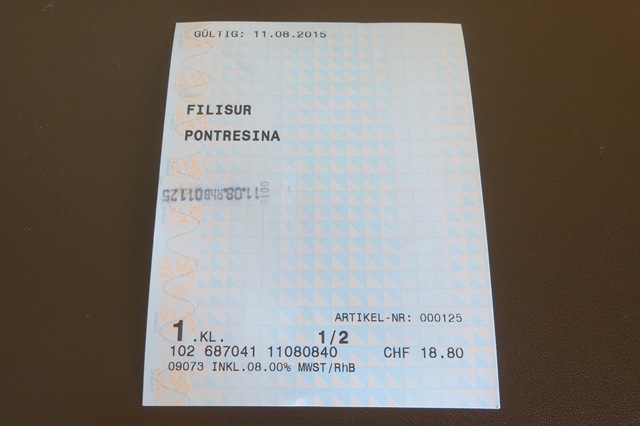 GÜLTIG: 11.08.2015
FILISUR
PONTRESINA
11.08.RhB01125
ARTIKEL-NR: 000125
1.KL. 1/2
102 687041 11080840 CHF 18.80
09073 INKL.08.00% MWST/RhB